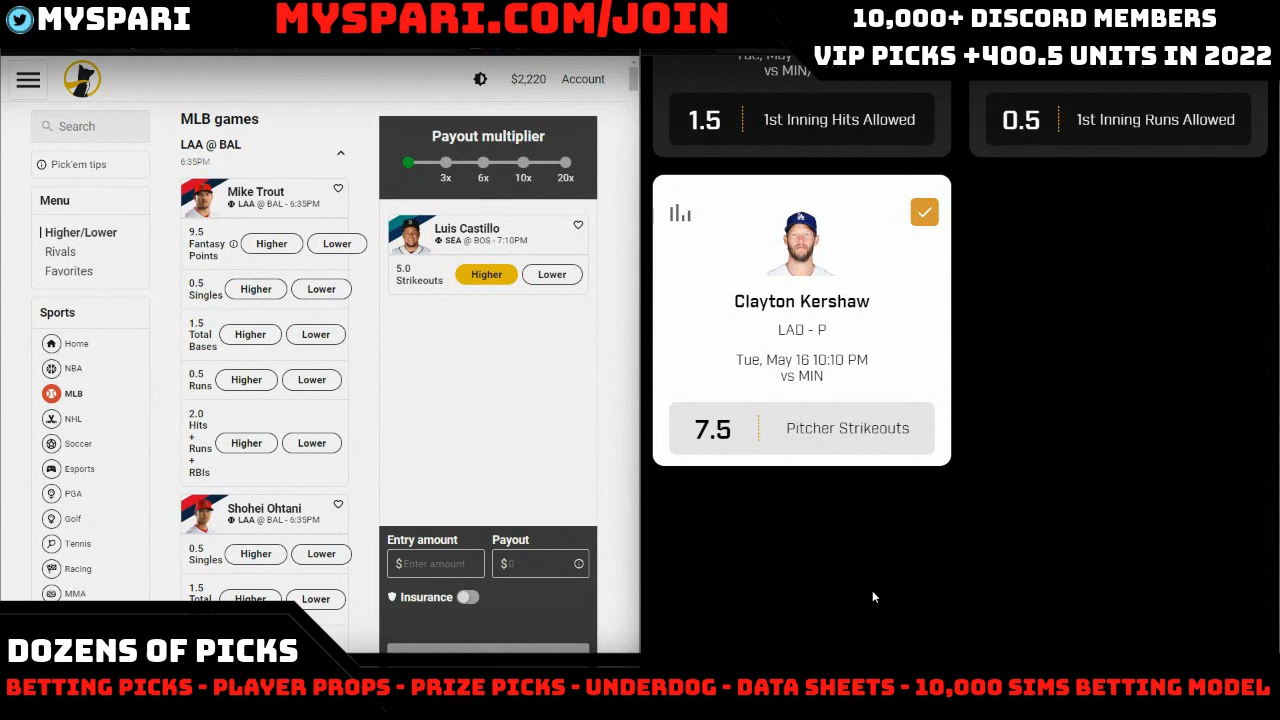 MYSPARI
MYSPARI.COM/JOIN
10,000+ DISCORD MEMBERS
VIP PICKS +400.5 UNITS IN 2022
$2,220
Account
Search
Pick'em tips
Menu
Higher/Lower
Rivals
Favorites
Sports
Home
NBA
MLB
NHL
Soccer
Esports
PGA
Golf
Tennis
Racing
MMA
MLB games
LAA @ BAL
6:35PM
Mike Trout
LAA @ BAL - 6:35PM
9.5
Fantasy
Points
Higher
Lower
0.5
Singles
Higher
Lower
1.5
Total
Bases
Higher
Lower
0.5
Runs
Higher
Lower
2.0
Hits
+
Runs
+
RBIs
Higher
Lower
Shohei Ohtani
LAA @ BAL - 6:35PM
0.5
Singles
Higher
Lower
1.5
Total
Higher
Lower
Payout multiplier
3x 6x 10x 20x
Luis Castillo
SEA @ BOS - 7:10PM
5.0
Strikeouts
Higher
Lower
Entry amount
Payout
$ Enter amount
$ 0
Insurance
vs MIN
1.5 1st Inning Hits Allowed
0.5 1st Inning Runs Allowed
Clayton Kershaw
LAD - P
Tue, May 16 10:10 PM
vs MIN
7.5 Pitcher Strikeouts
DOZENS OF PICKS
BETTING PICKS - PLAYER PROPS - PRIZE PICKS - UNDERDOG - DATA SHEETS - 10,000 SIMS BETTING MODEL